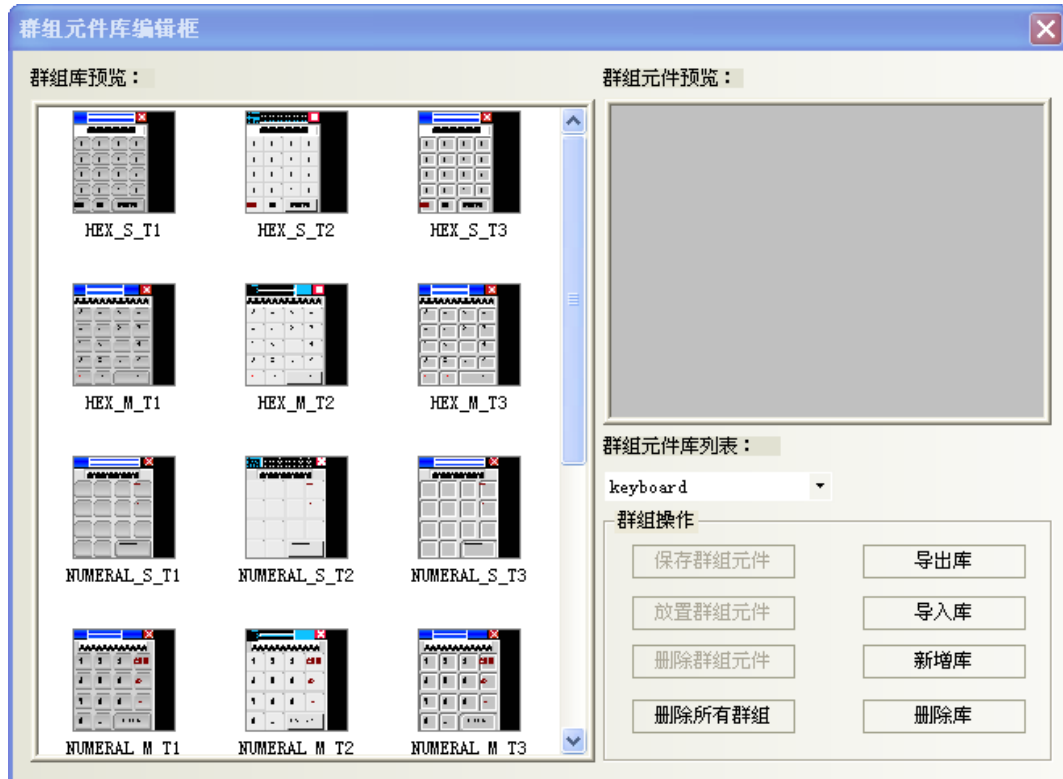 群组元件库编辑框
群组库预览：
HEX_S_T1 HEX_S_T2 HEX_S_T3
HEX_M_T1 HEX_M_T2 HEX_M_T3
NUMERAL_S_T1 NUMERAL_S_T2 NUMERAL_S_T3
NUMERAL_M_T1 NUMERAL_M_T2 NUMERAL_M_T3
群组元件预览：
群组元件库列表：
keyboard
群组操作
保存群组元件 导出库
放置群组元件 导入库
删除群组元件 新增库
删除所有群组 删除库